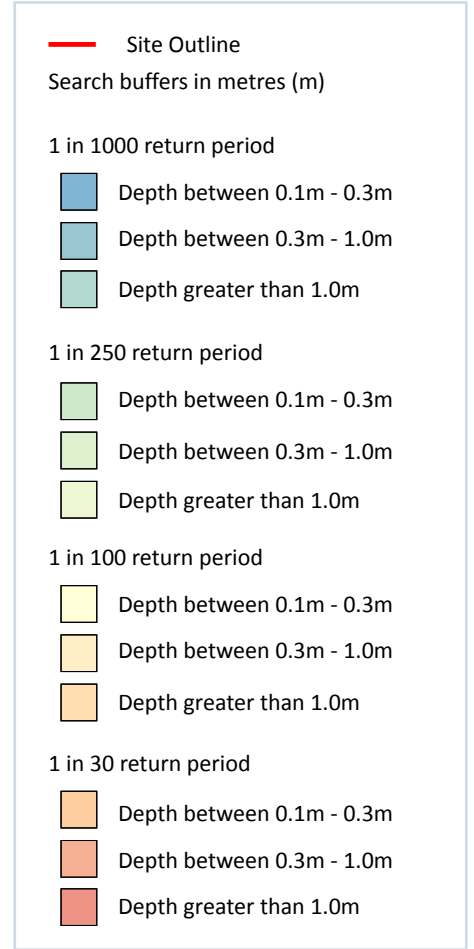 Site Outline
Search buffers in metres (m)
1 in 1000 return period
Depth between 0.1m - 0.3m
Depth between 0.3m - 1.0m
Depth greater than 1.0m
1 in 250 return period
Depth between 0.1m - 0.3m
Depth between 0.3m - 1.0m
Depth greater than 1.0m
1 in 100 return period
Depth between 0.1m - 0.3m
Depth between 0.3m - 1.0m
Depth greater than 1.0m
1 in 30 return period
Depth between 0.1m - 0.3m
Depth between 0.3m - 1.0m
Depth greater than 1.0m